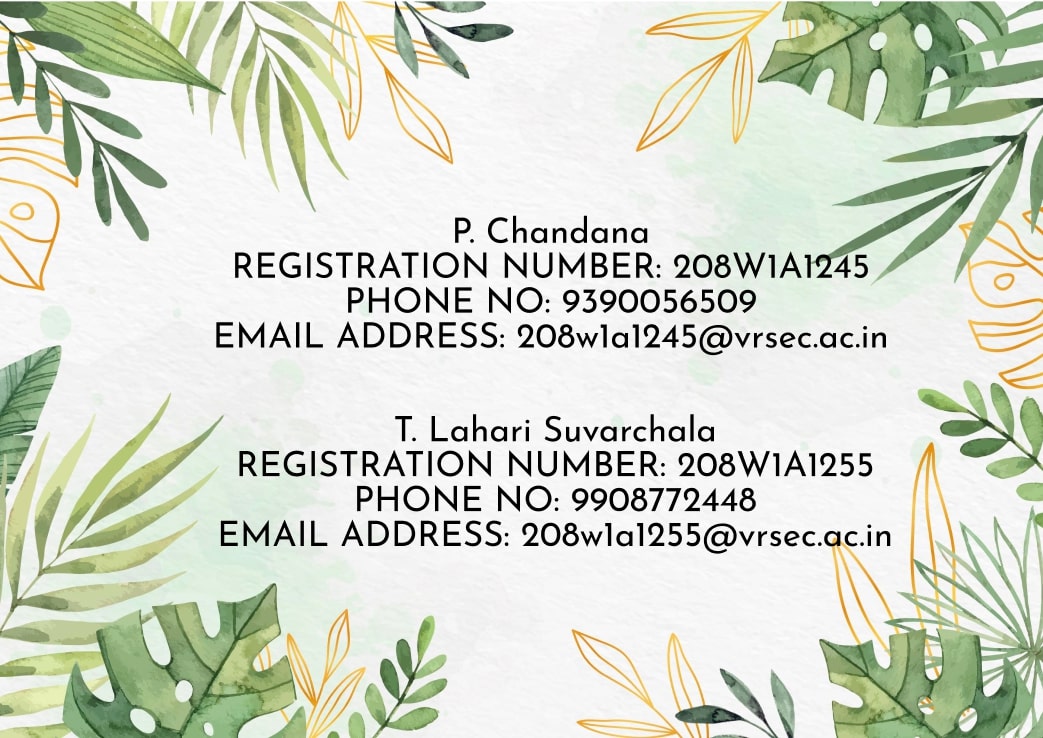 P. Chandana
REGISTRATION NUMBER: 208W1A1245
PHONE NO: 9390056509
EMAIL ADDRESS: 208w1a1245@vrsec.ac.in
T. Lahari Suvarchala
REGISTRATION NUMBER: 208W1A1255
PHONE NO: 9908772448
EMAIL ADDRESS: 208w1a1255@vrsec.ac.in